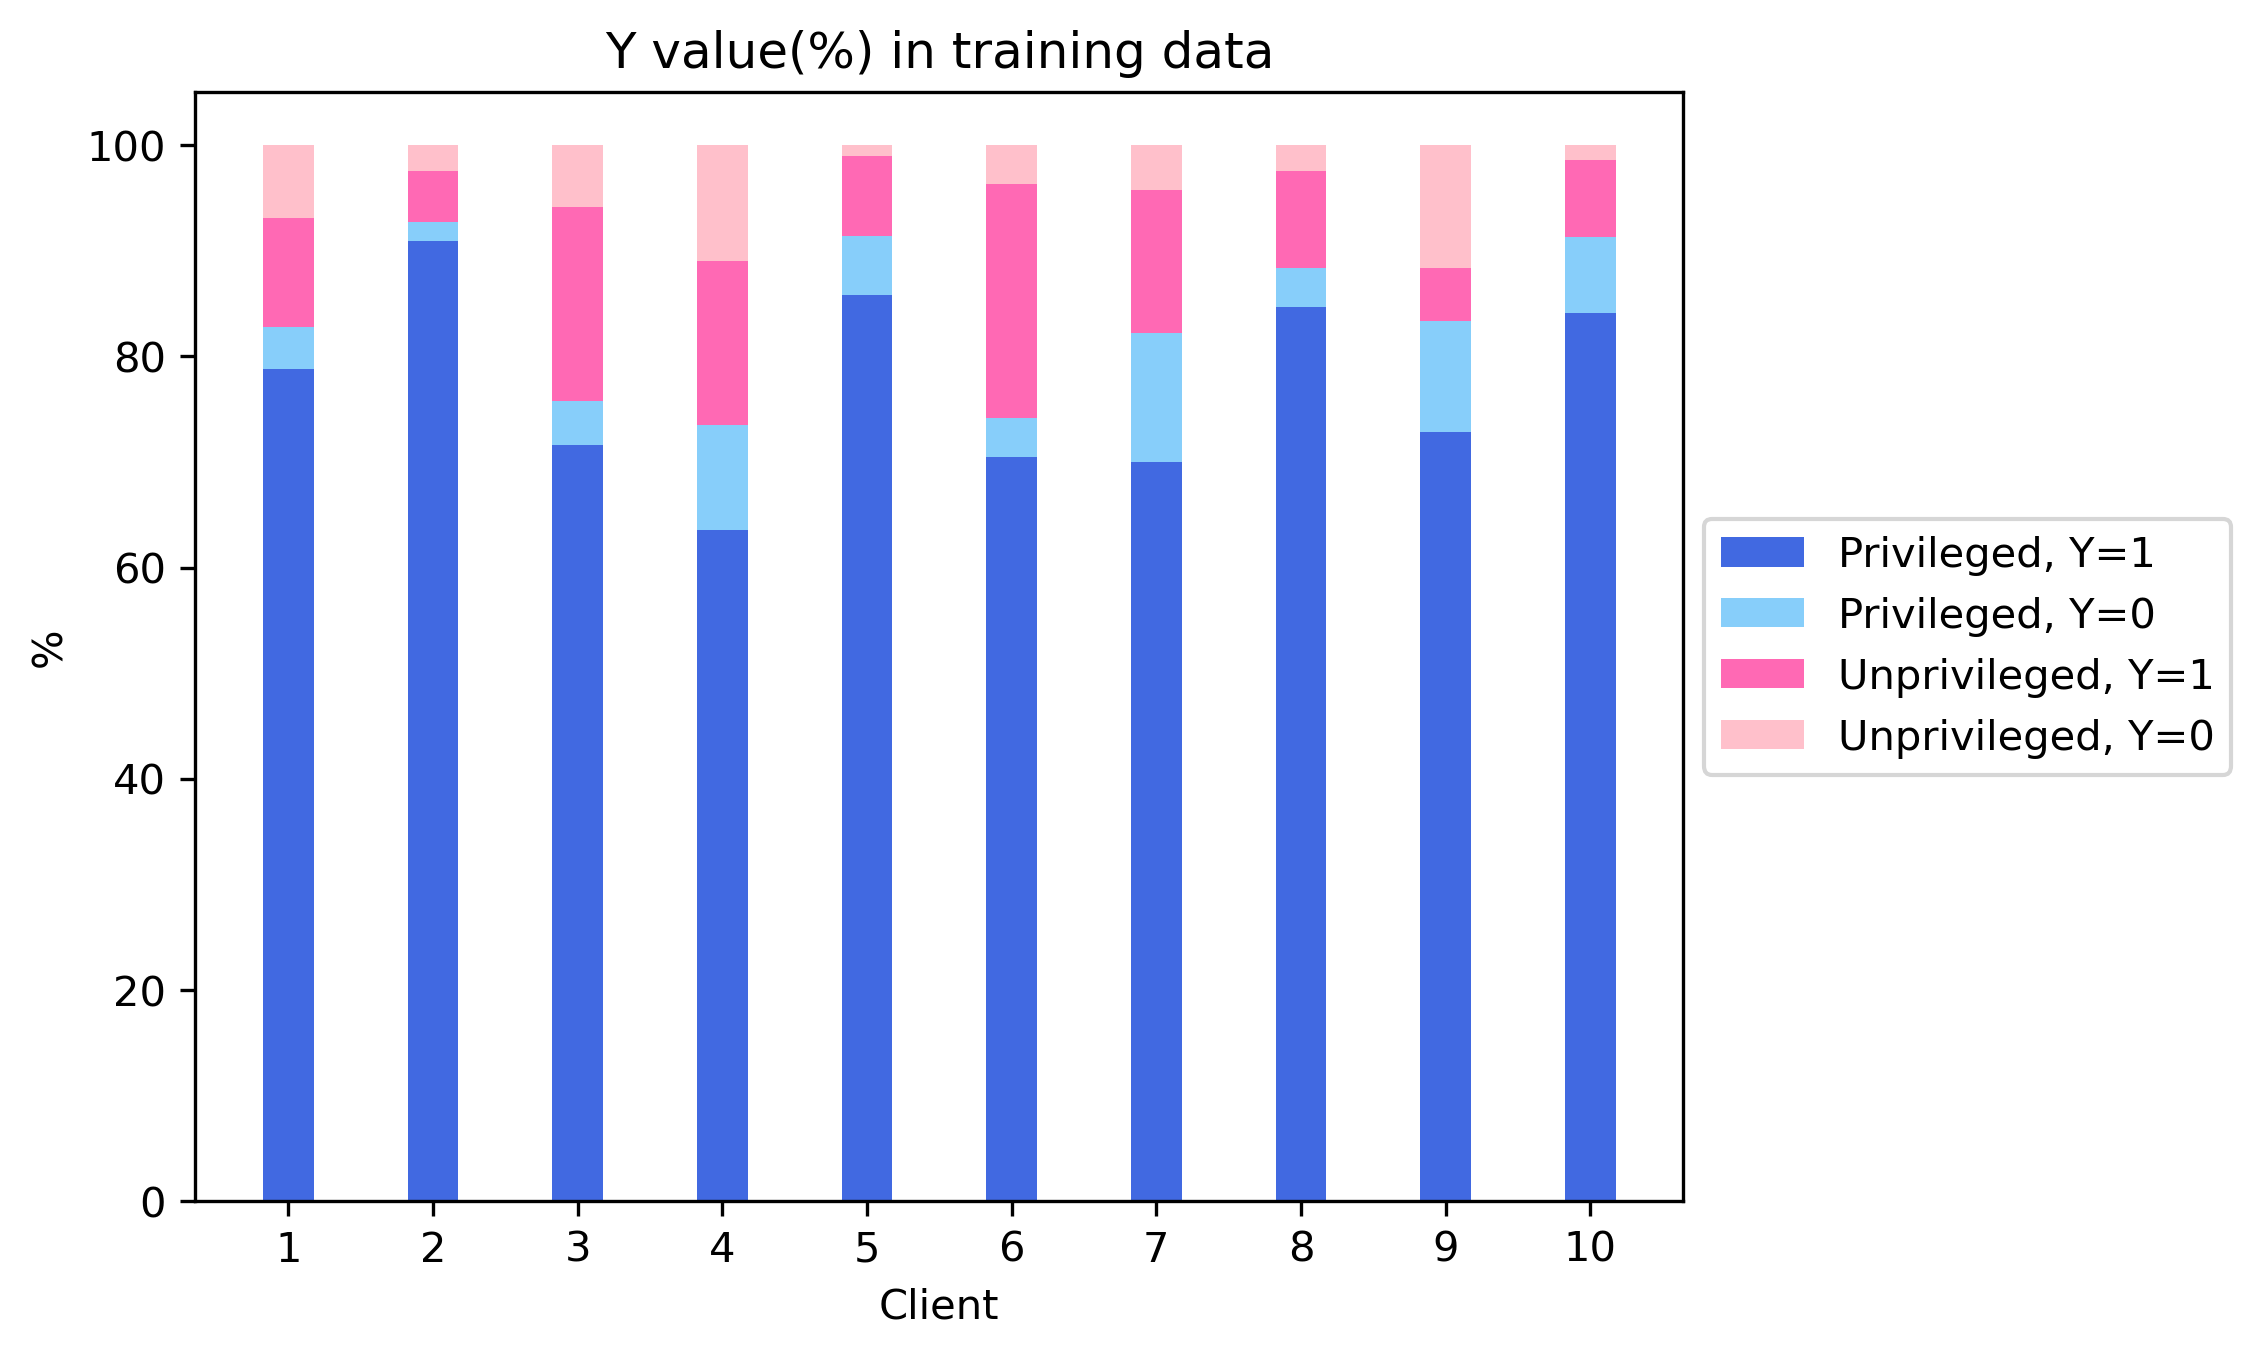 Y value(%) in training data
100
80
60
40
20
0
%
1 2 3 4 5 6 7 8 9 10
Client
Privileged, Y=1
Privileged, Y=0
Unprivileged, Y=1
Unprivileged, Y=0